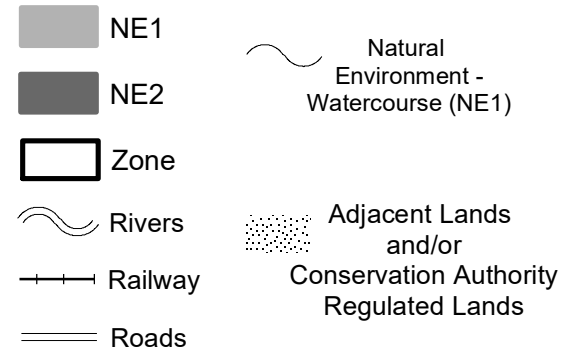 NE1
NE2
Zone
Rivers
Railway
Roads
Natural
Environment -
Watercourse (NE1)
Adjacent Lands
and/or
Conservation Authority
Regulated Lands